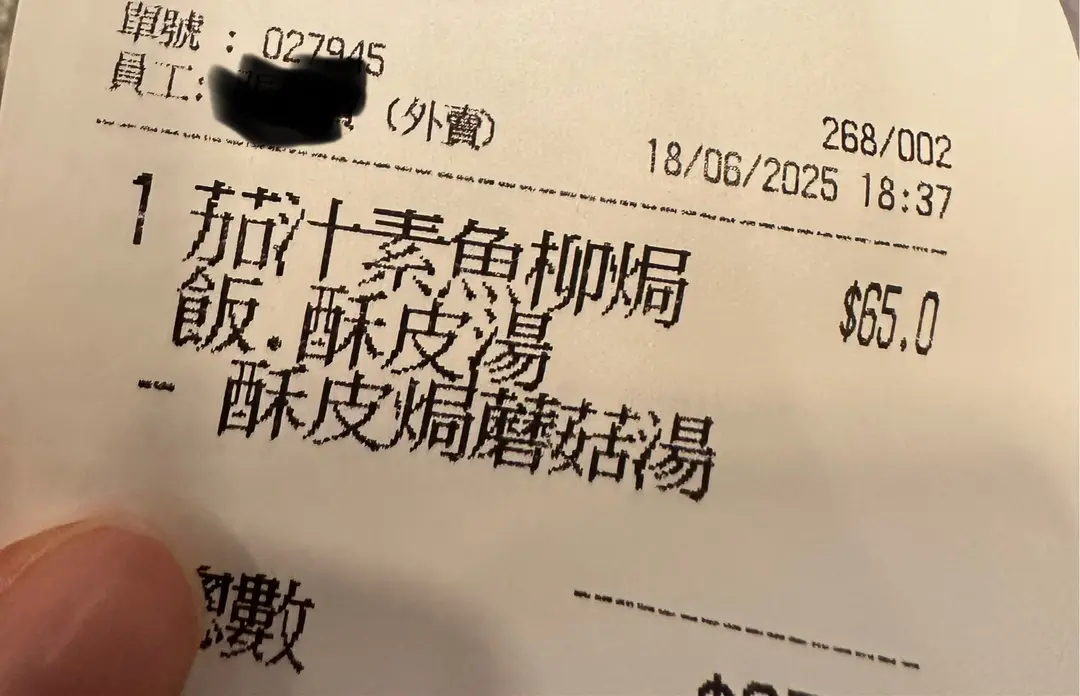 單號：027945
員工: (外賣)
268/002
18/06/2025 18:37
1 茄汁素魚柳焗 $65.0
飯.酥皮湯
- 酥皮焗蘑菇湯
總數